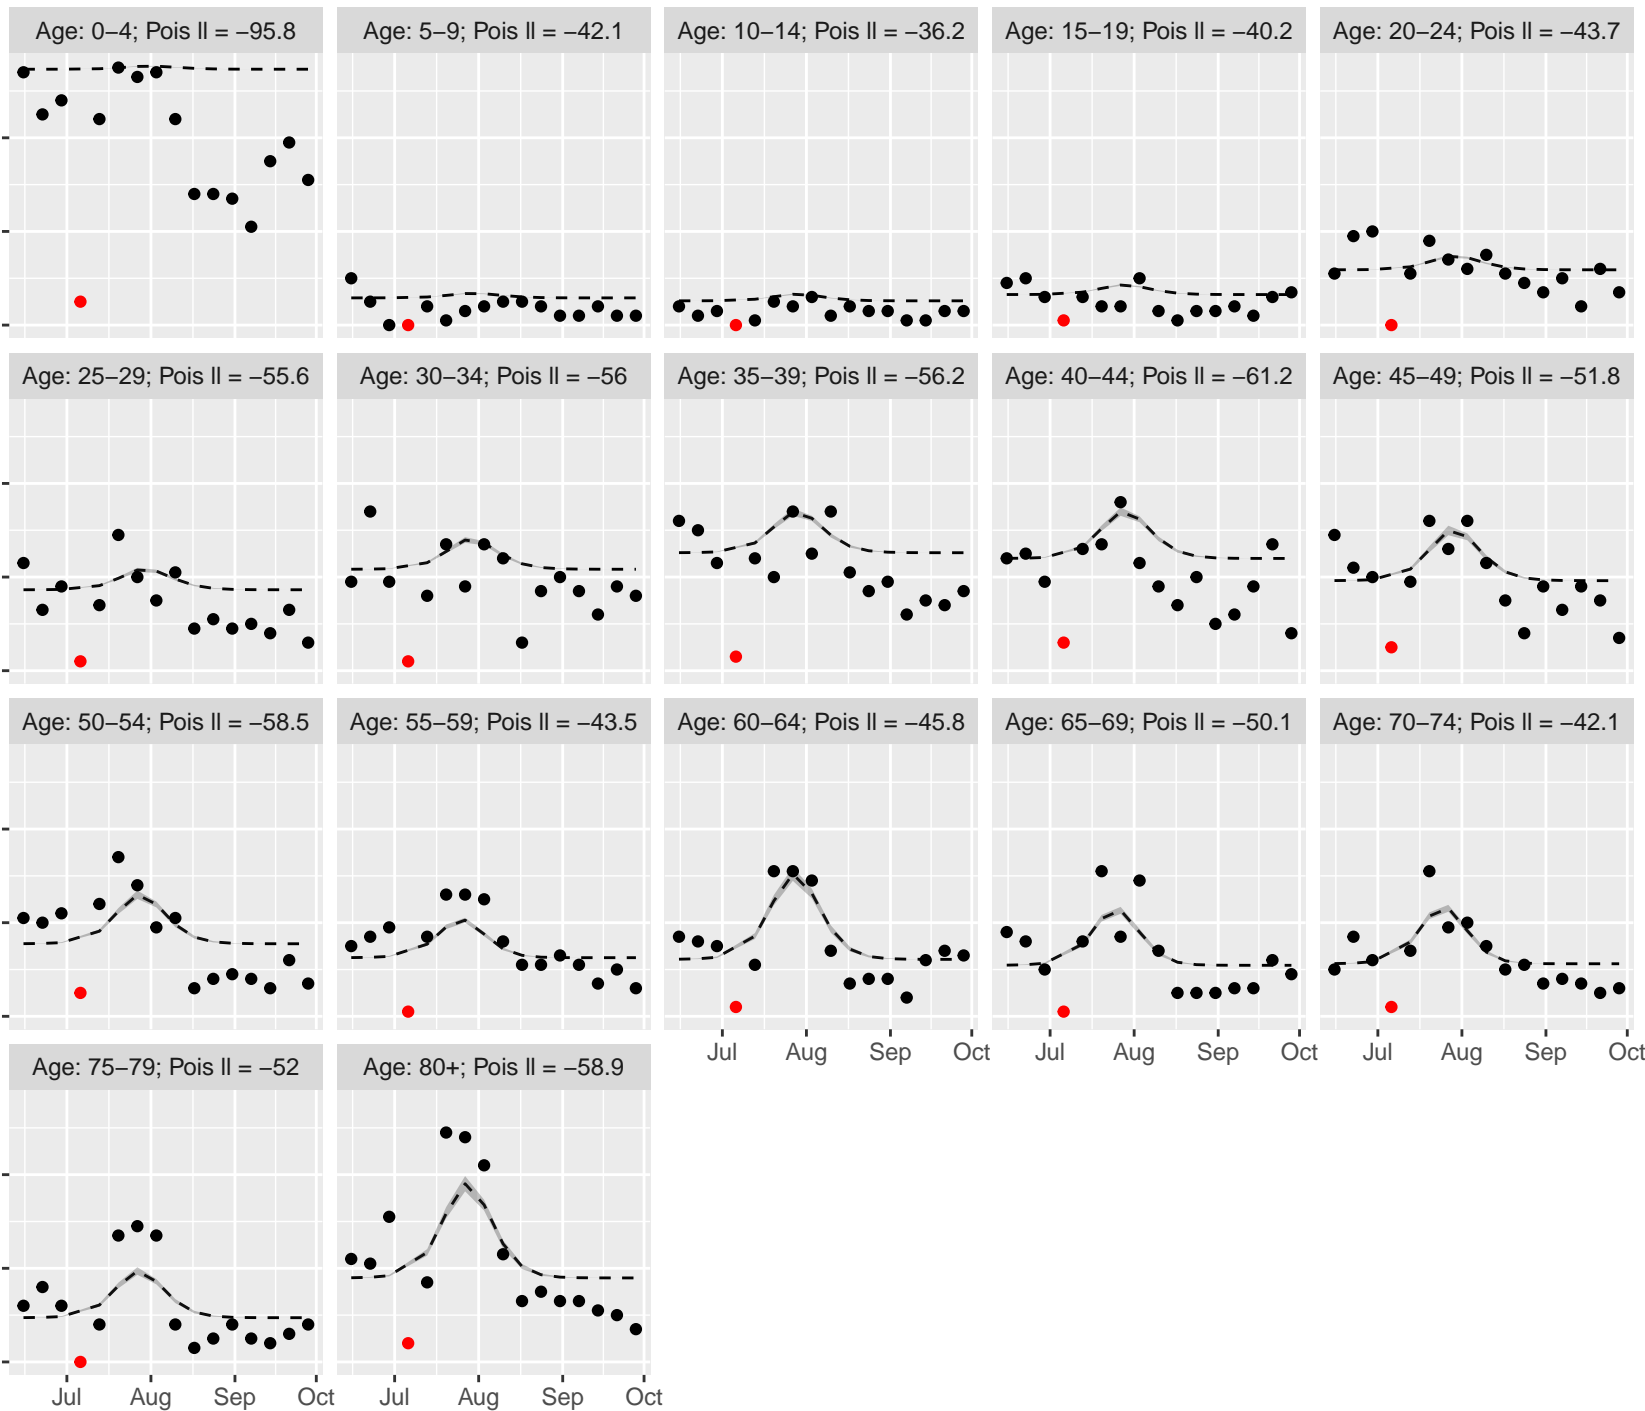 Age: 0−4; Pois ll = −95.8
Age: 5−9; Pois ll = −42.1
Age: 10−14; Pois ll = −36.2
Age: 15−19; Pois ll = −40.2
Age: 20−24; Pois ll = −43.7
Age: 25−29; Pois ll = −55.6
Age: 30−34; Pois ll = −56
Age: 35−39; Pois ll = −56.2
Age: 40−44; Pois ll = −61.2
Age: 45−49; Pois ll = −51.8
Age: 50−54; Pois ll = −58.5
Age: 55−59; Pois ll = −43.5
Age: 60−64; Pois ll = −45.8
Age: 65−69; Pois ll = −50.1
Age: 70−74; Pois ll = −42.1
Jul Aug Sep Oct
Jul Aug Sep Oct
Jul Aug Sep Oct
Age: 75−79; Pois ll = −52
Age: 80+; Pois ll = −58.9
Jul Aug Sep Oct
Jul Aug Sep Oct